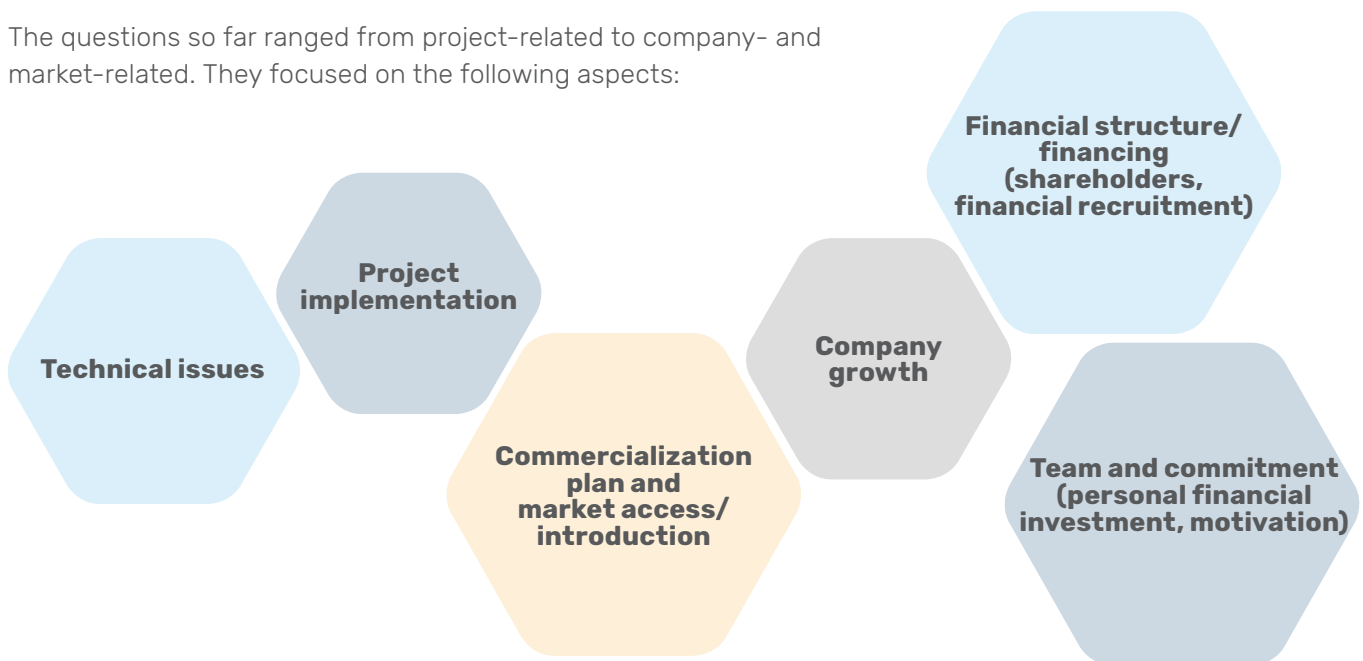 The questions so far ranged from project-related to company- and
market-related. They focused on the following aspects:
Technical issues
Project
implementation
Commercialization
plan and
market access/
introduction
Company
growth
Financial structure/
financing
(shareholders,
financial recruitment)
Team and commitment
(personal financial
investment, motivation)